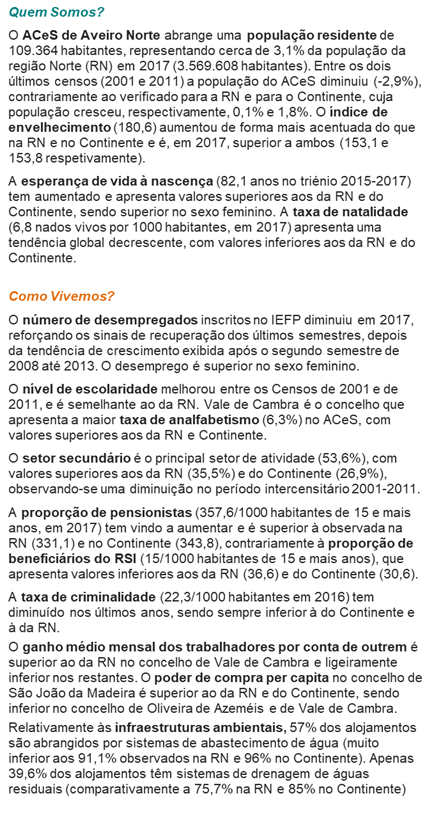 Quem Somos?
O ACeS de Aveiro Norte abrange uma população residente de
109.364 habitantes, representando cerca de 3,1% da população da
região Norte (RN) em 2017 (3.569.608 habitantes). Entre os dois
últimos censos (2001 e 2011) a população do ACeS diminuiu (-2,9%),
contrariamente ao verificado para a RN e para o Continente, cuja
população cresceu, respectivamente, 0,1% e 1,8%. O índice de
envelhecimento (180,6) aumentou de forma mais acentuada do que
na RN e no Continente e é, em 2017, superior a ambos (153,1 e
153,8 respetivamente).
A esperança de vida à nascença (82,1 anos no triénio 2015-2017)
tem aumentado e apresenta valores superiores aos da RN e do
Continente, sendo superior no sexo feminino. A taxa de natalidade
(6,8 nados vivos por 1000 habitantes, em 2017) apresenta uma
tendência global decrescente, com valores inferiores aos da RN e do
Continente.
Como Vivemos?
O número de desempregados inscritos no IEFP diminuiu em 2017,
reforçando os sinais de recuperação dos últimos semestres, depois
da tendência de crescimento exibida após o segundo semestre de
2008 até 2013. O desemprego é superior no sexo feminino.
O nível de escolaridade melhorou entre os Censos de 2001 e de
2011, e é semelhante ao da RN. Vale de Cambra é o concelho que
apresenta a maior taxa de analfabetismo (6,3%) no ACeS, com
valores superiores aos da RN e Continente.
O setor secundário é o principal setor de atividade (53,6%), com
valores superiores aos da RN (35,5%) e do Continente (26,9%),
observando-se uma diminuição no período intercensitário 2001-2011.
A proporção de pensionistas (357,6/1000 habitantes de 15 e mais
anos, em 2017) tem vindo a aumentar e é superior à observada na
RN (331,1) e no Continente (343,8), contrariamente à proporção de
beneficiários do RSI (15/1000 habitantes de 15 e mais anos), que
apresenta valores inferiores aos da RN (36,6) e do Continente (30,6).
A taxa de criminalidade (22,3/1000 habitantes em 2016) tem
diminuído nos últimos anos, sendo sempre inferior à do Continente e
à da RN.
O ganho médio mensal dos trabalhadores por conta de outrem é
superior ao da RN no concelho de Vale de Cambra e ligeiramente
inferior nos restantes. O poder de compra per capita no concelho de
São João da Madeira é superior ao da RN e do Continente, sendo
inferior no concelho de Oliveira de Azeméis e de Vale de Cambra.
Relativamente às infraestruturas ambientais, 57% dos alojamentos
são abrangidos por sistemas de abastecimento de água (muito
inferior aos 91,1% observados na RN e 96% no Continente). Apenas
39,6% dos alojamentos têm sistemas de drenagem de águas
residuais (comparativamente a 75,7% na RN e 85% no Continente)